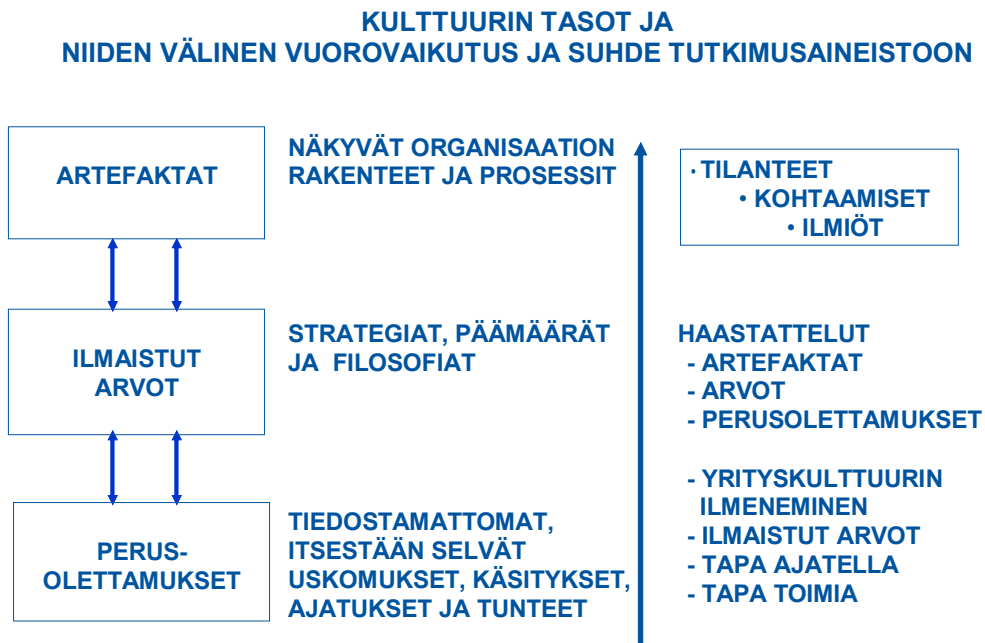 KULTTUURIN TASOT JA
NIIDEN VÄLINEN VUOROVAIKUTUS JA SUHDE TUTKIMUSAINEISTOON
ARTEFAKTAT
NÄKYVÄT ORGANISAATION
RAKENTEET JA PROSESSIT
· TILANTEET
• KOHTAAMISET
• ILMIÖT
ILMAISTUT
ARVOT
STRATEGIAT, PÄÄMÄÄRÄT
JA FILOSOFIAT
HAASTATTELUT
- ARTEFAKTAT
- ARVOT
- PERUSOLETTAMUKSET
PERUS-
OLETTAMUKSET
TIEDOSTAMATTOMAT,
ITSESTÄÄN SELVÄT
USKOMUKSET, KÄSITYKSET,
AJATUKSET JA TUNTEET
- YRITYSKULTTUURIN
ILMENEMINEN
- ILMAISTUT ARVOT
- TAPA AJATELLA
- TAPA TOIMIA